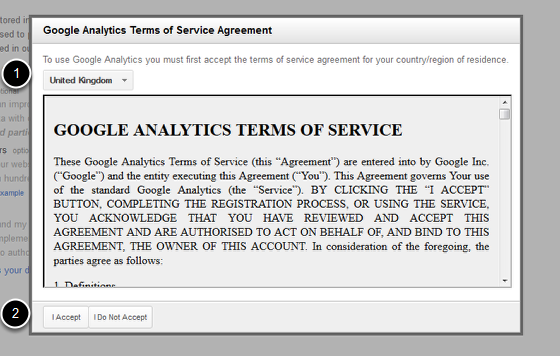 Google Analytics Terms of Service Agreement
To use Google Analytics you must first accept the terms of service agreement for your country/region of residence.
1
United Kingdom
GOOGLE ANALYTICS TERMS OF SERVICE
These Google Analytics Terms of Service (this “Agreement”) are entered into by Google Inc.
(“Google”) and the entity executing this Agreement (“You”). This Agreement governs Your use
of the standard Google Analytics (the “Service”). BY CLICKING THE “I ACCEPT”
BUTTON, COMPLETING THE REGISTRATION PROCESS, OR USING THE SERVICE,
YOU ACKNOWLEDGE THAT YOU HAVE REVIEWED AND ACCEPT THIS
AGREEMENT AND ARE AUTHORISED TO ACT ON BEHALF OF, AND BIND TO THIS
AGREEMENT, THE OWNER OF THIS ACCOUNT. In consideration of the foregoing, the
parties agree as follows:
1. Definitions
2
I Accept
I Do Not Accept